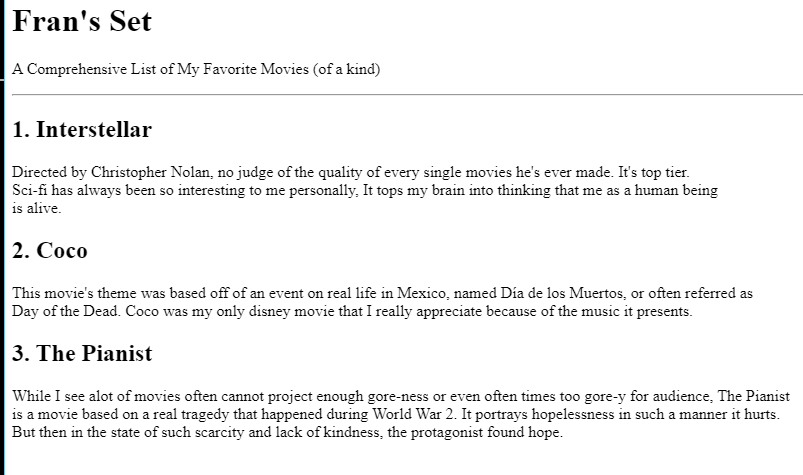 Fran's Set
A Comprehensive List of My Favorite Movies (of a kind)
1. Interstellar
Directed by Christopher Nolan, no judge of the quality of every single movies he's ever made. It's top tier.
Sci-fi has always been so interesting to me personally, It tops my brain into thinking that me as a human being
is alive.
2. Coco
This movie's theme was based off of an event on real life in Mexico, named Día de los Muertos, or often referred as
Day of the Dead. Coco was my only disney movie that I really appreciate because of the music it presents.
3. The Pianist
While I see alot of movies often cannot project enough gore-ness or even often times too gore-y for audience, The Pianist
is a movie based on a real tragedy that happened during World War 2. It portrays hopelessness in such a manner it hurts.
But then in the state of such scarcity and lack of kindness, the protagonist found hope.